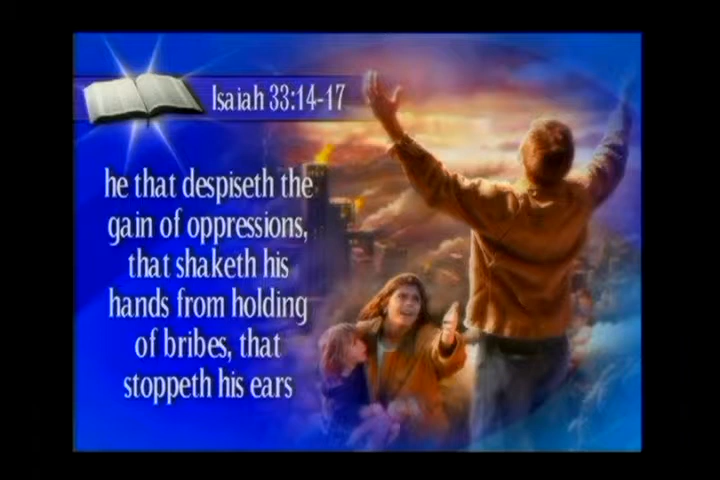 Isaiah 33:14-17
he that despiseth the
gain of oppressions,
that shaketh his
hands from holding
of bribes, that
stoppeth his ears